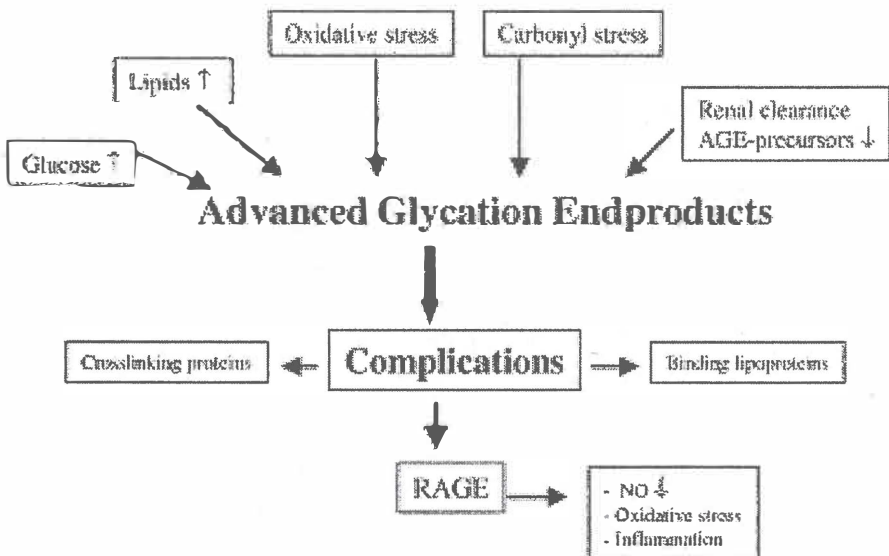 Oxidative stress
Carbonyl stress
Lipids ↑
Renal clearance
AGE-precursors ↓
Glucose ↑
Advanced Glycation Endproducts
Complications
Crosslinking proteins
Binding lipoproteins
RAGE
- NO ↓
- Oxidative stress
- Inflammation